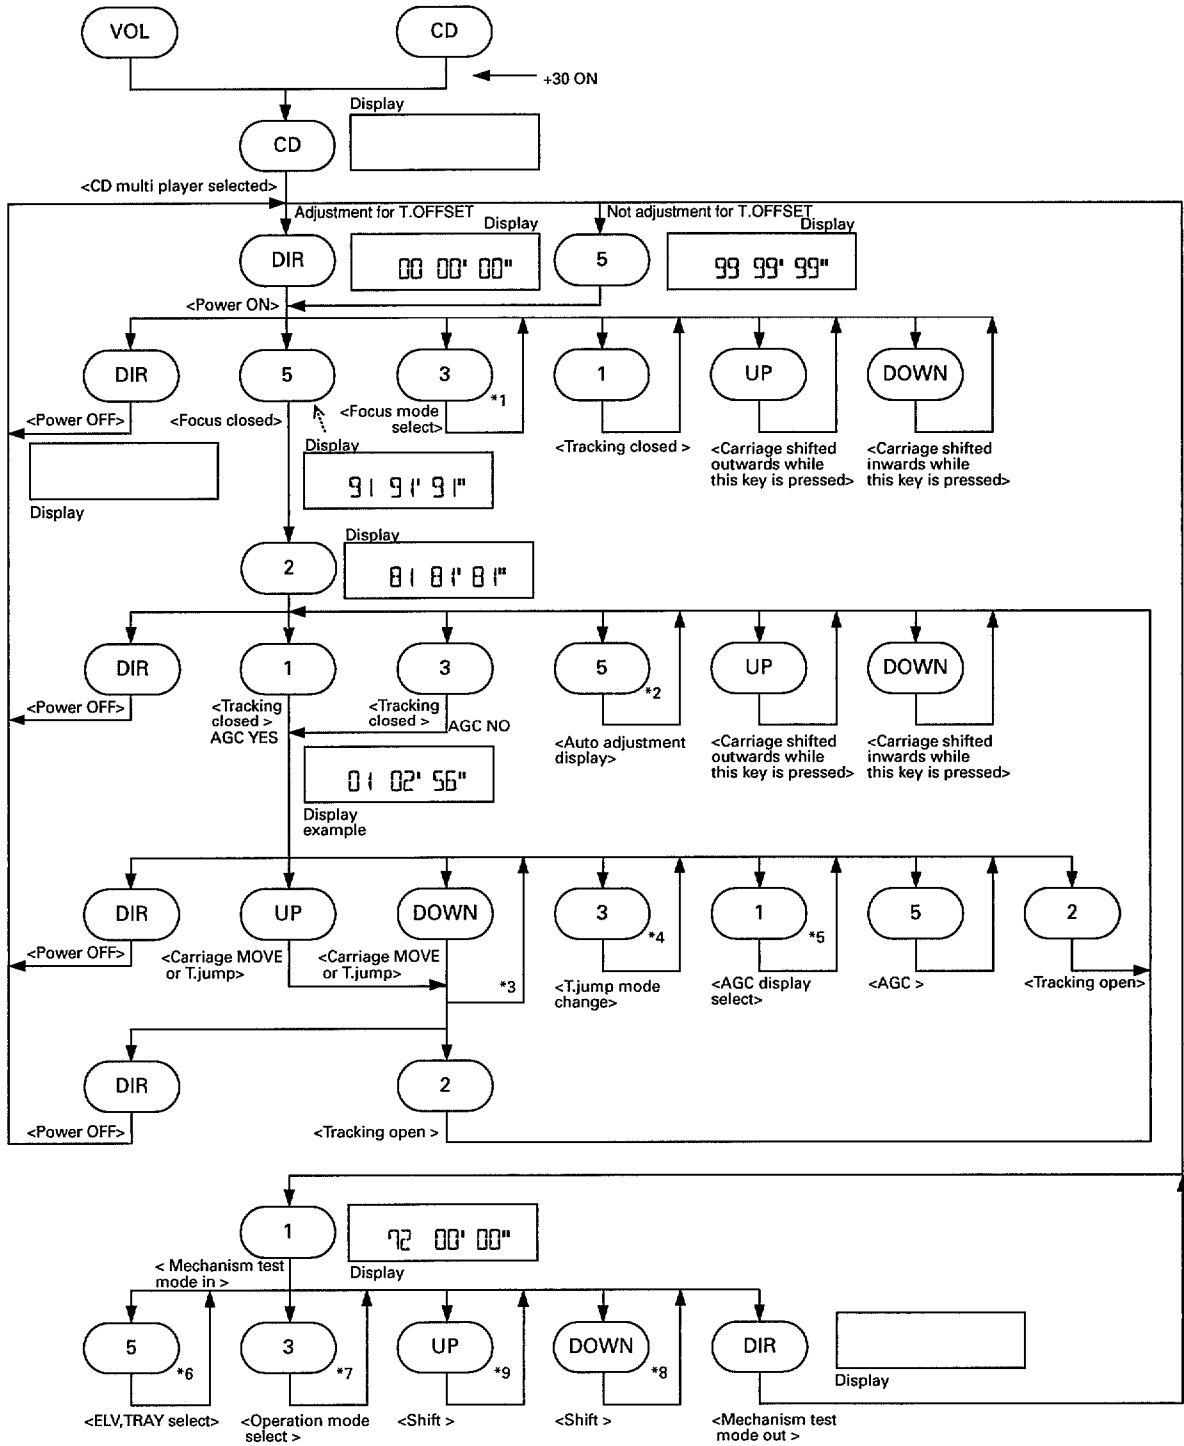 VOL
CD
+30 ON
Display
CD
<CD multi player selected>
Adjustment for T.OFFSET
Not adjustment for T.OFFSET
Display
Display
DIR
00 00' 00"
5
99 99' 99"
<Power ON>
DIR
5
3
*1
1
UP
DOWN
<Power OFF>
<Focus closed>
<Focus mode
select>
<Tracking closed >
<Carriage shifted
outwards while
this key is pressed>
<Carriage shifted
inwards while
this key is pressed>
Display
91 91' 91"
Display
Display
2
81 81' 81"
DIR
1
3
5
*2
UP
DOWN
<Power OFF>
<Tracking
closed >
AGC YES
<Tracking
closed >
AGC NO
<Auto adjustment
display>
<Carriage shifted
outwards while
this key is pressed>
<Carriage shifted
inwards while
this key is pressed>
01 02' 56"
Display
example
DIR
UP
DOWN
3
*4
1
*5
5
2
<Power OFF>
<Carriage MOVE
or T.jump>
<Carriage MOVE
or T.jump>
*3
<T.jump mode
change>
<AGC display
select>
<AGC >
<Tracking open>
DIR
2
<Power OFF>
<Tracking open >
1
72 00' 00"
< Mechanism test
mode in >
Display
5
*6
3
*7
UP
*9
DOWN
*8
DIR
Display
<ELV,TRAY select>
<Operation mode
select >
<Shift >
<Shift >
<Mechanism test
mode out >